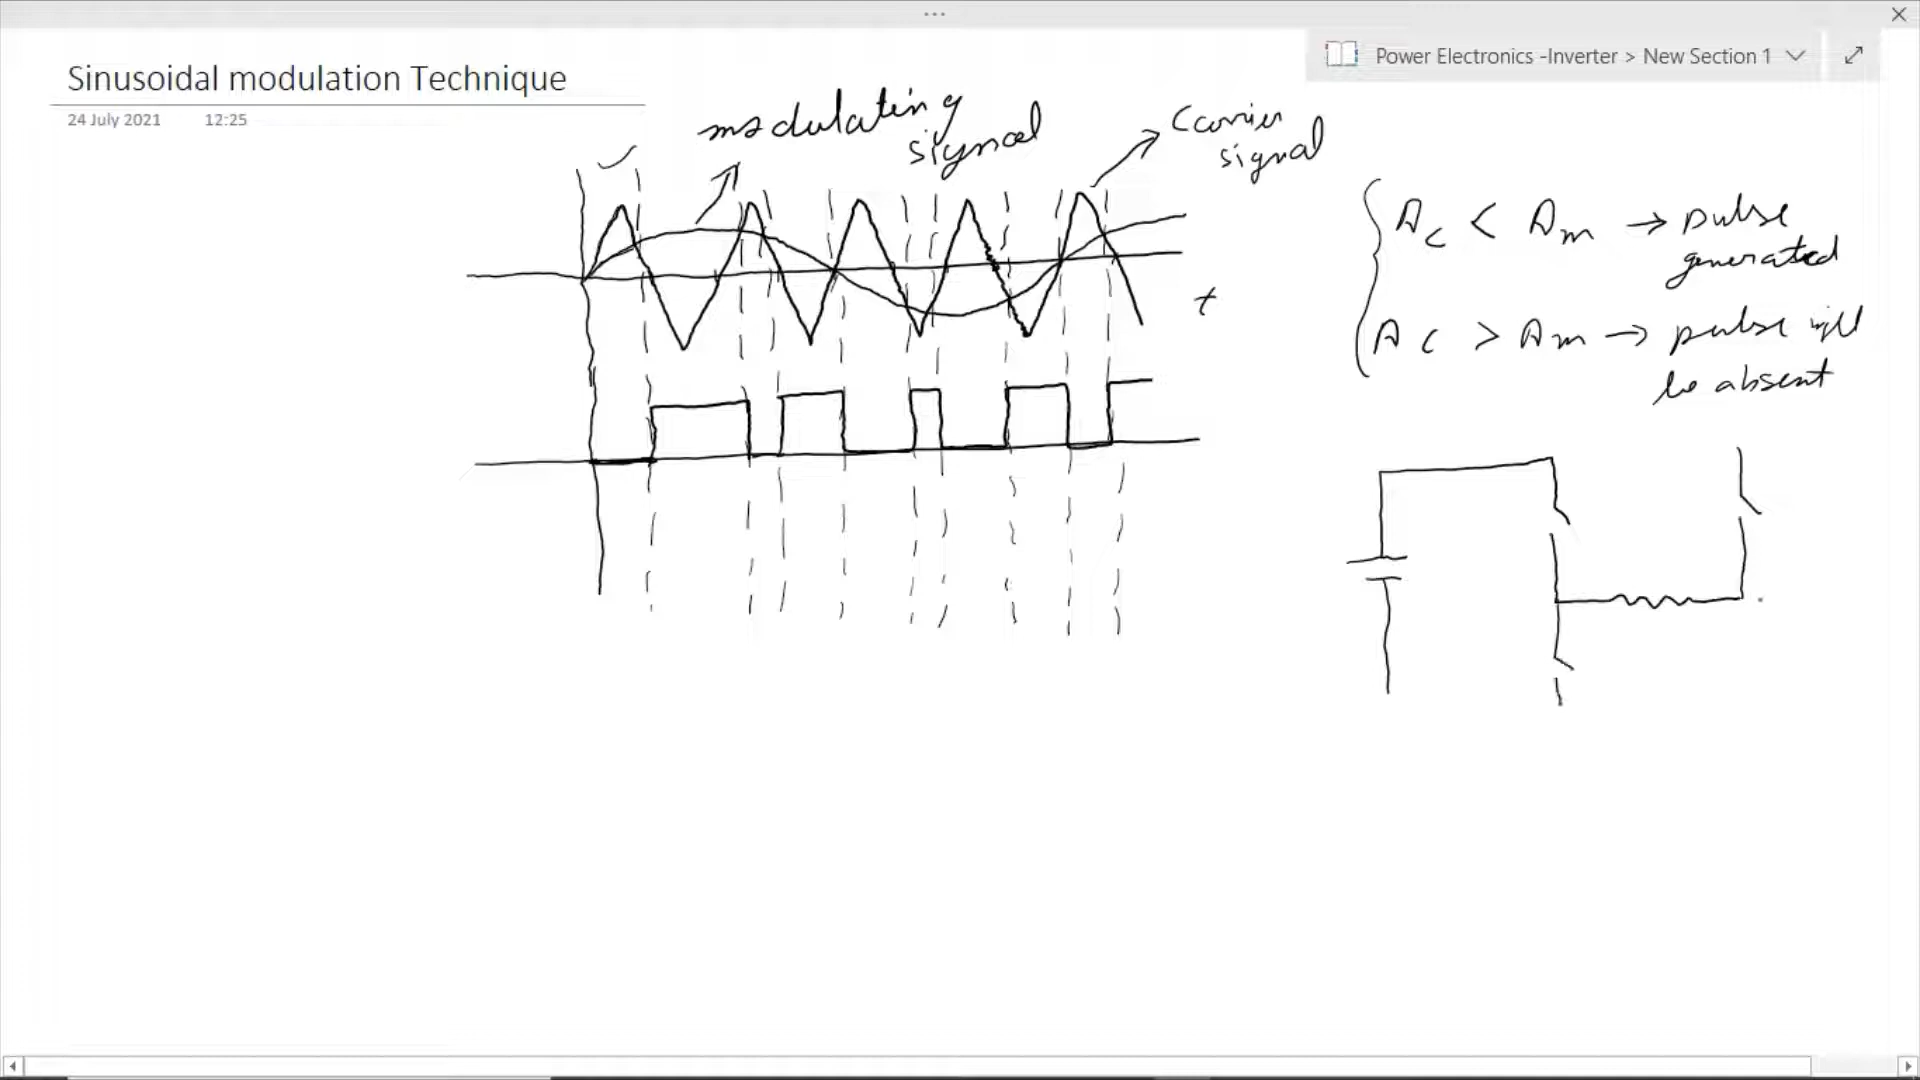 Power Electronics -Inverter > New Section 1
Sinusoidal modulation Technique
24 July 2021 12:25
modulating
signal
Carrier
signal
Ac < Am → pulse
generated
t
Ac > Am → pulse will
be absent